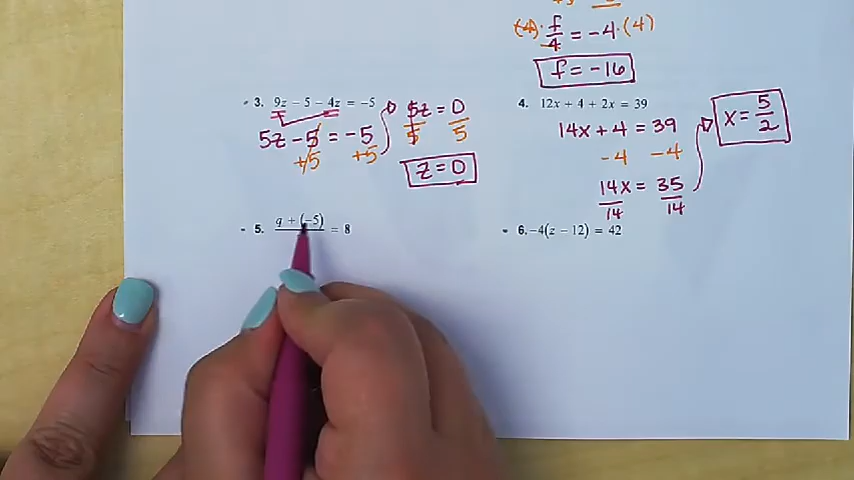 (-4) · f/-4 = -4 · (4)
f = -16
3. 9z - 5 - 4z = -5
5z - 5 = -5
+5 +5
5z = 0
5 5
z = 0
4. 12x + 4 + 2x = 39
14x + 4 = 39
-4 -4
14x = 35
14 14
x = 5/2
5. q + (-5)
= 8
6. -4(z - 12) = 42